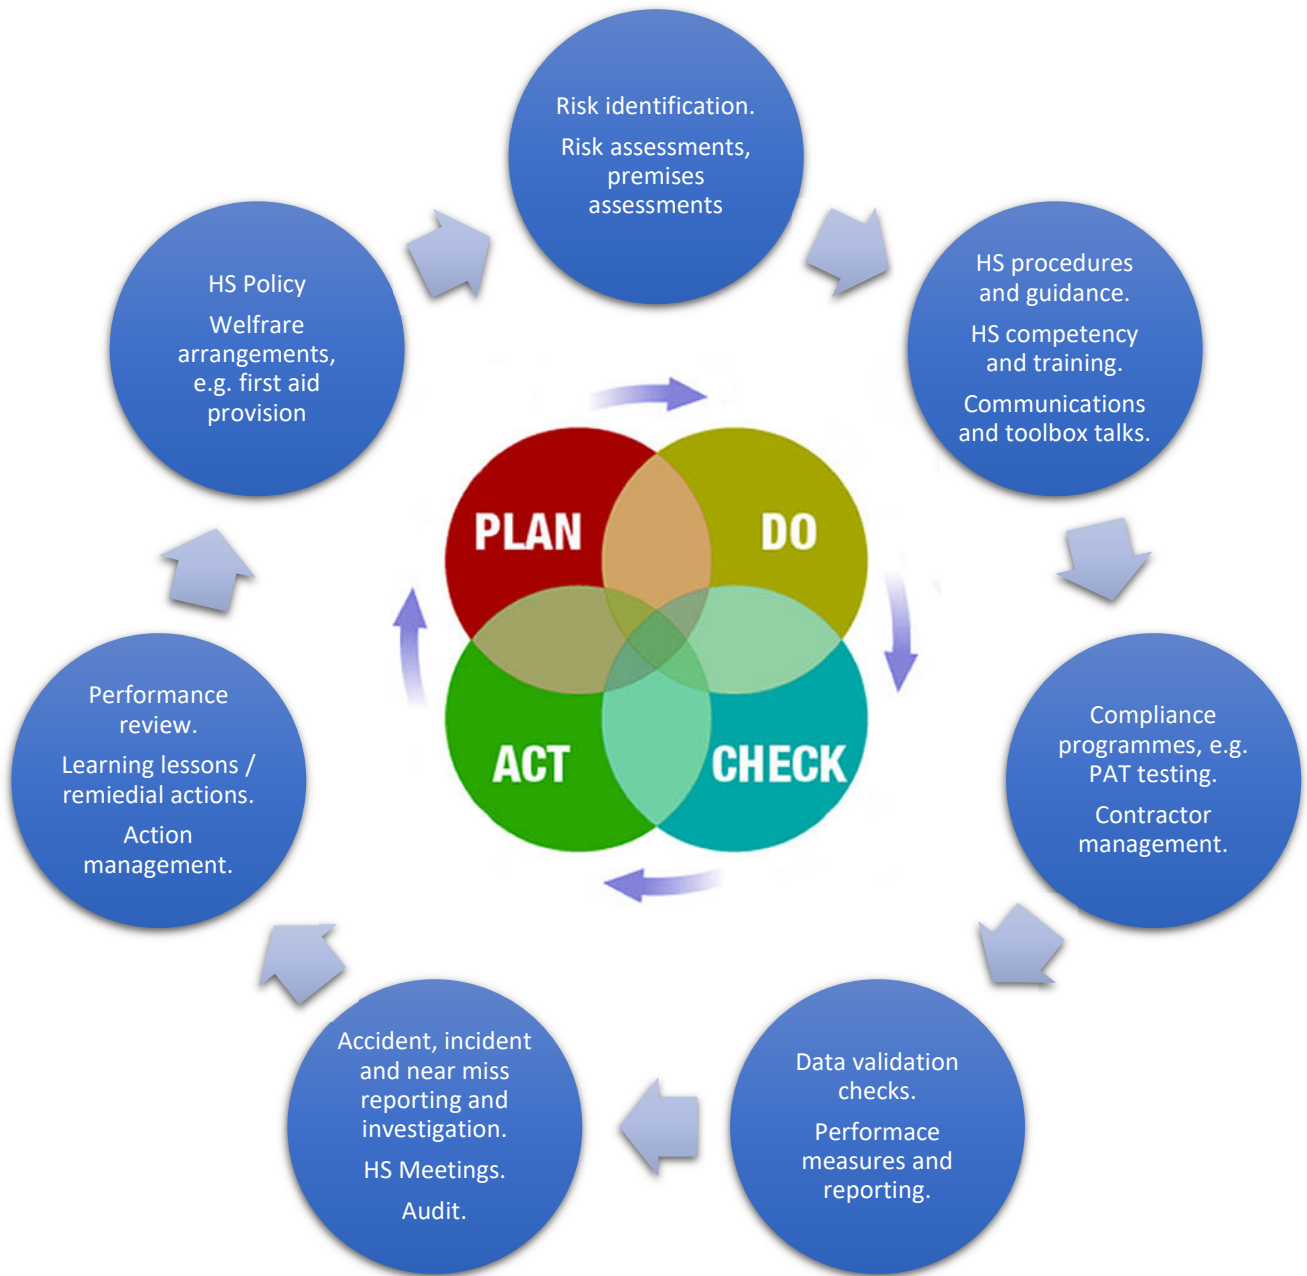 Risk identification.
Risk assessments,
premises
assessments
HS procedures
and guidance.
HS competency
and training.
Communications
and toolbox talks.
Compliance
programmes, e.g.
PAT testing.
Contractor
management.
Data validation
checks.
Performace
measures and
reporting.
Accident, incident
and near miss
reporting and
investigation.
HS Meetings.
Audit.
Performance
review.
Learning lessons /
remiedial actions.
Action
management.
HS Policy
Welfrare
arrangements,
e.g. first aid
provision
PLAN
DO
CHECK
ACT